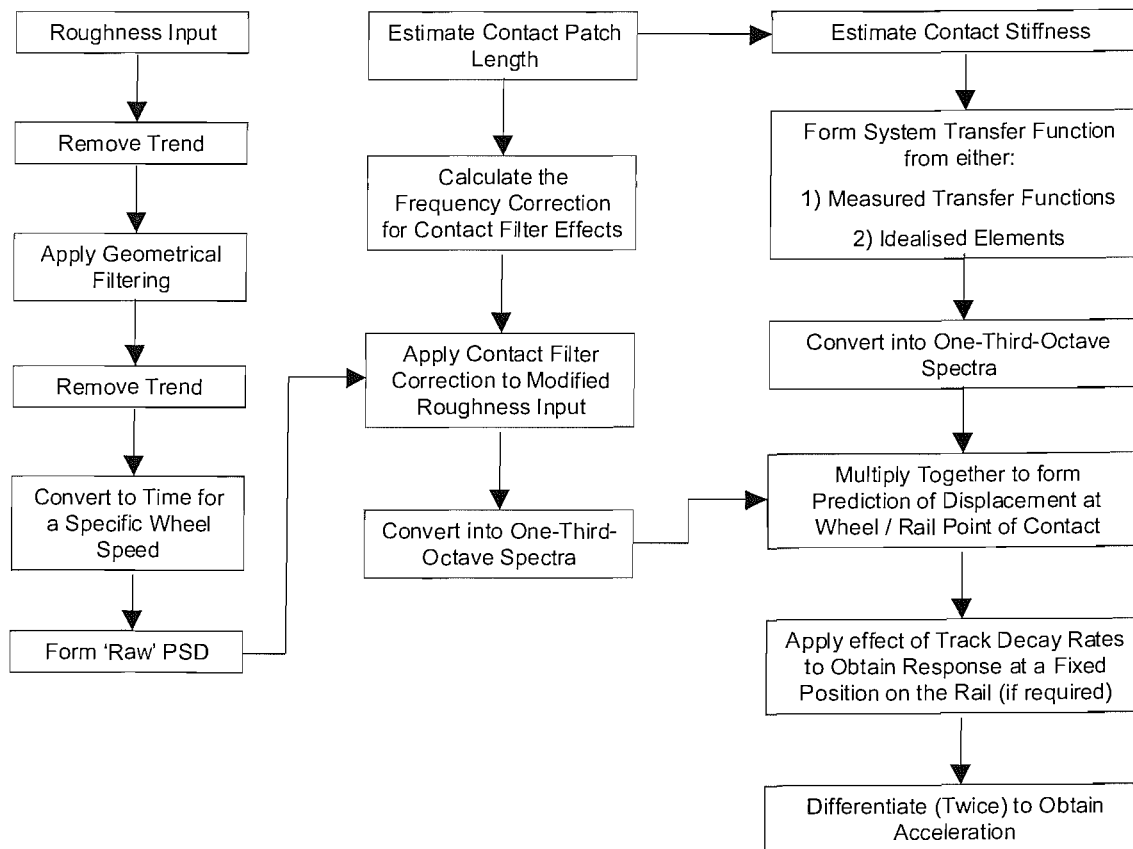 Roughness Input
Remove Trend
Apply Geometrical
Filtering
Remove Trend
Convert to Time for
a Specific Wheel
Speed
Form ‘Raw’ PSD
Estimate Contact Patch
Length
Calculate the
Frequency Correction
for Contact Filter Effects
Apply Contact Filter
Correction to Modified
Roughness Input
Convert into One-Third-
Octave Spectra
Estimate Contact Stiffness
Form System Transfer Function
from either:
1) Measured Transfer Functions
2) Idealised Elements
Convert into One-Third-Octave
Spectra
Multiply Together to form
Prediction of Displacement at
Wheel / Rail Point of Contact
Apply effect of Track Decay Rates
to Obtain Response at a Fixed
Position on the Rail (if required)
Differentiate (Twice) to Obtain
Acceleration